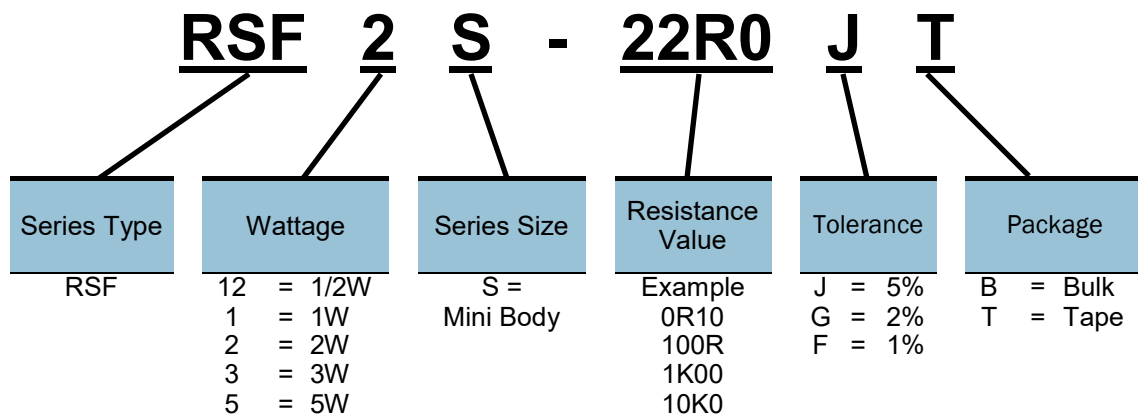 RSF 2 S - 22R0 J T
Series Type
RSF
Wattage
12 = 1/2W
1 = 1W
2 = 2W
3 = 3W
5 = 5W
Series Size
S =
Mini Body
Resistance
Value
Example
0R10
100R
1K00
10K0
Tolerance
J = 5%
G = 2%
F = 1%
Package
B = Bulk
T = Tape